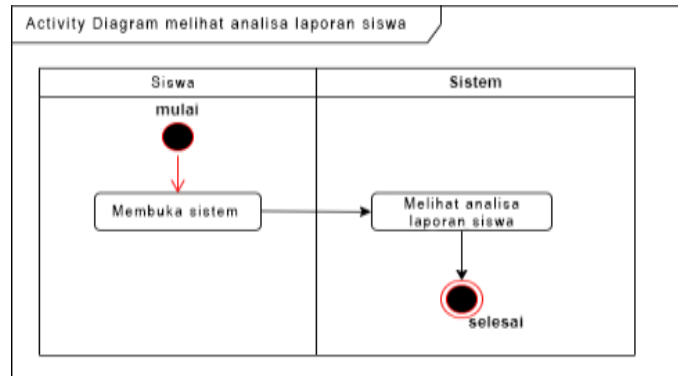 Activity Diagram melihat analisa laporan siswa
Siswa
Sistem
mulai
Membuka sistem
Melihat analisa
laporan siswa
selesai